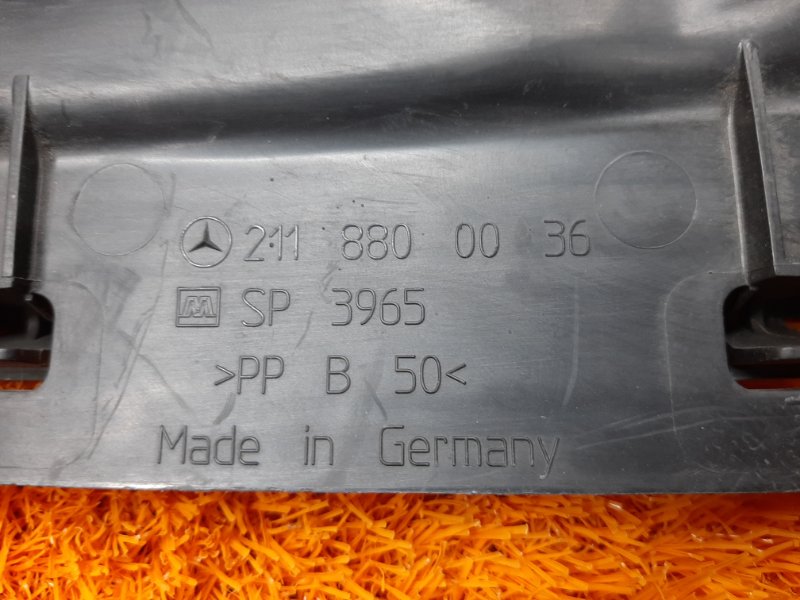 211 880 00 36
SP 3965
>PP B 50<
Made in Germany